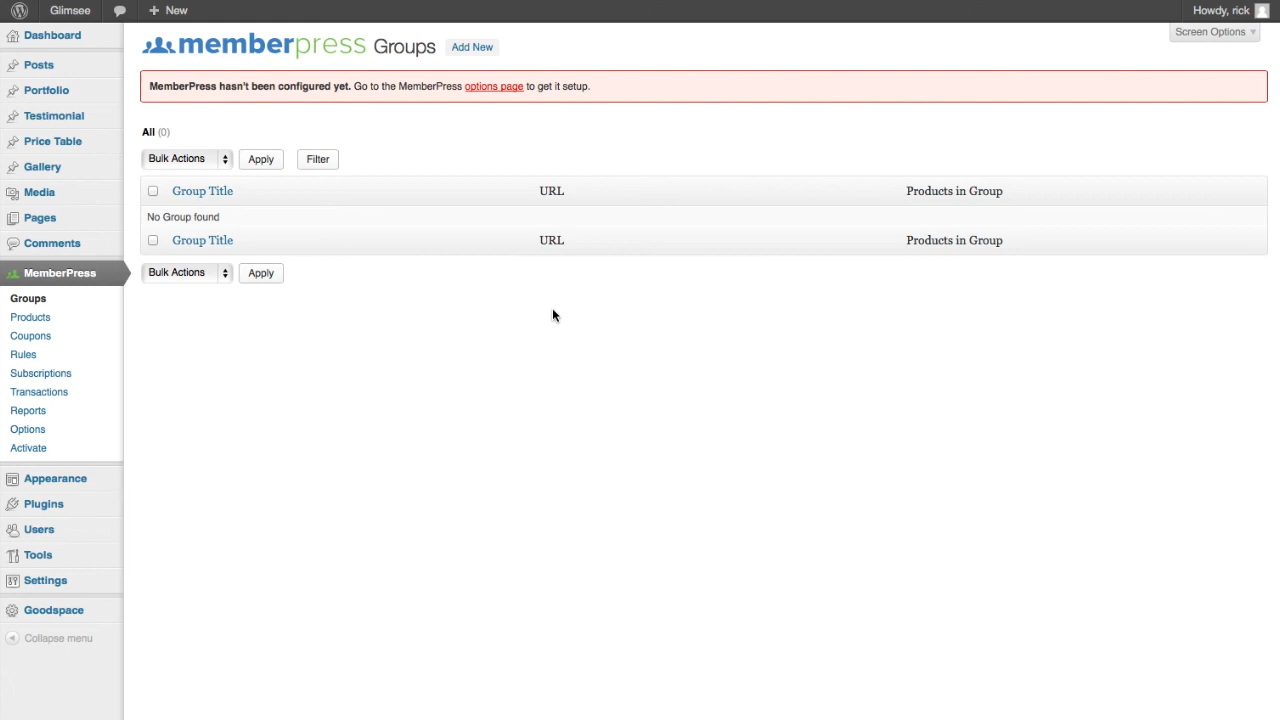 Glimsee + New Howdy, rick
Screen Options
Dashboard
Posts
Portfolio
Testimonial
Price Table
Gallery
Media
Pages
Comments
MemberPress
Groups
Products
Coupons
Rules
Subscriptions
Transactions
Reports
Options
Activate
Appearance
Plugins
Users
Tools
Settings
Goodspace
Collapse menu
memberpress Groups Add New
MemberPress hasn't been configured yet. Go to the MemberPress options page to get it setup.
All (0)
Bulk Actions Apply Filter
Group Title URL Products in Group
No Group found
Group Title URL Products in Group
Bulk Actions Apply